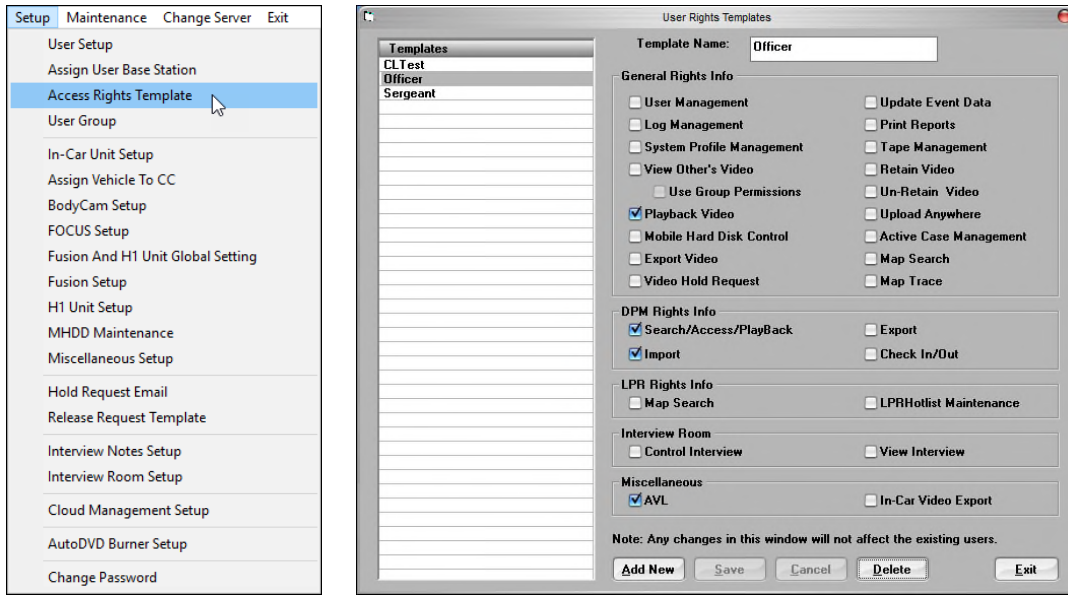 Setup Maintenance Change Server Exit
User Setup
Assign User Base Station
Access Rights Template
User Group
In-Car Unit Setup
Assign Vehicle To CC
BodyCam Setup
FOCUS Setup
Fusion And H1 Unit Global Setting
Fusion Setup
H1 Unit Setup
MHDD Maintenance
Miscellaneous Setup
Hold Request Email
Release Request Template
Interview Notes Setup
Interview Room Setup
Cloud Management Setup
AutoDVD Burner Setup
Change Password
User Rights Templates
Templates
CLTest
Officer
Sergeant
Template Name: Officer
General Rights Info
User Management Update Event Data
Log Management Print Reports
System Profile Management Tape Management
View Other's Video Retain Video
Use Group Permissions Un-Retain Video
Playback Video Upload Anywhere
Mobile Hard Disk Control Active Case Management
Export Video Map Search
Video Hold Request Map Trace
DPM Rights Info
Search/Access/PlayBack Export
Import Check In/Out
LPR Rights Info
Map Search LPRHotlist Maintenance
Interview Room
Control Interview View Interview
Miscellaneous
AVL In-Car Video Export
Note: Any changes in this window will not affect the existing users.
Add New Save Cancel Delete Exit